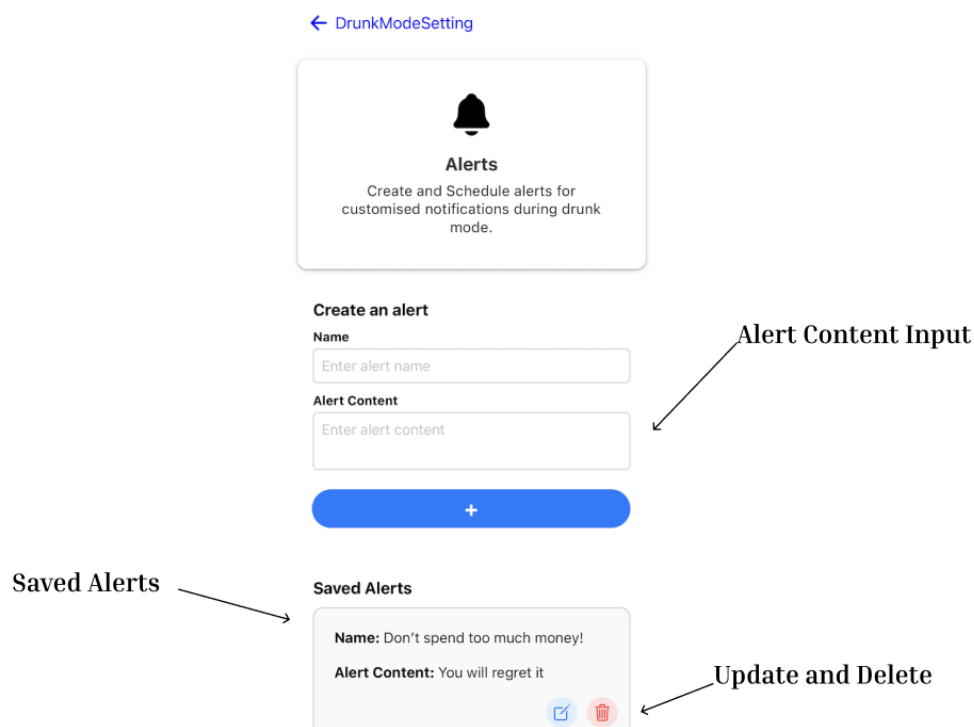 DrunkModeSetting
Alerts
Create and Schedule alerts for
customised notifications during drunk
mode.
Create an alert
Name
Enter alert name
Alert Content
Enter alert content
+
Alert Content Input
Saved Alerts
Saved Alerts
Name: Don't spend too much money!
Alert Content: You will regret it
Update and Delete